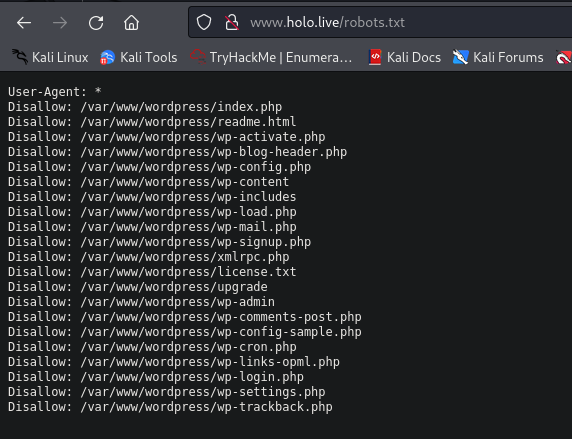 www.holo.live/robots.txt
Kali Linux Kali Tools TryHackMe | Enumera… Kali Docs Kali Forums
User-Agent: *
Disallow: /var/www/wordpress/index.php
Disallow: /var/www/wordpress/readme.html
Disallow: /var/www/wordpress/wp-activate.php
Disallow: /var/www/wordpress/wp-blog-header.php
Disallow: /var/www/wordpress/wp-config.php
Disallow: /var/www/wordpress/wp-content
Disallow: /var/www/wordpress/wp-includes
Disallow: /var/www/wordpress/wp-load.php
Disallow: /var/www/wordpress/wp-mail.php
Disallow: /var/www/wordpress/wp-signup.php
Disallow: /var/www/wordpress/xmlrpc.php
Disallow: /var/www/wordpress/license.txt
Disallow: /var/www/wordpress/upgrade
Disallow: /var/www/wordpress/wp-admin
Disallow: /var/www/wordpress/wp-comments-post.php
Disallow: /var/www/wordpress/wp-config-sample.php
Disallow: /var/www/wordpress/wp-cron.php
Disallow: /var/www/wordpress/wp-links-opml.php
Disallow: /var/www/wordpress/wp-login.php
Disallow: /var/www/wordpress/wp-settings.php
Disallow: /var/www/wordpress/wp-trackback.php